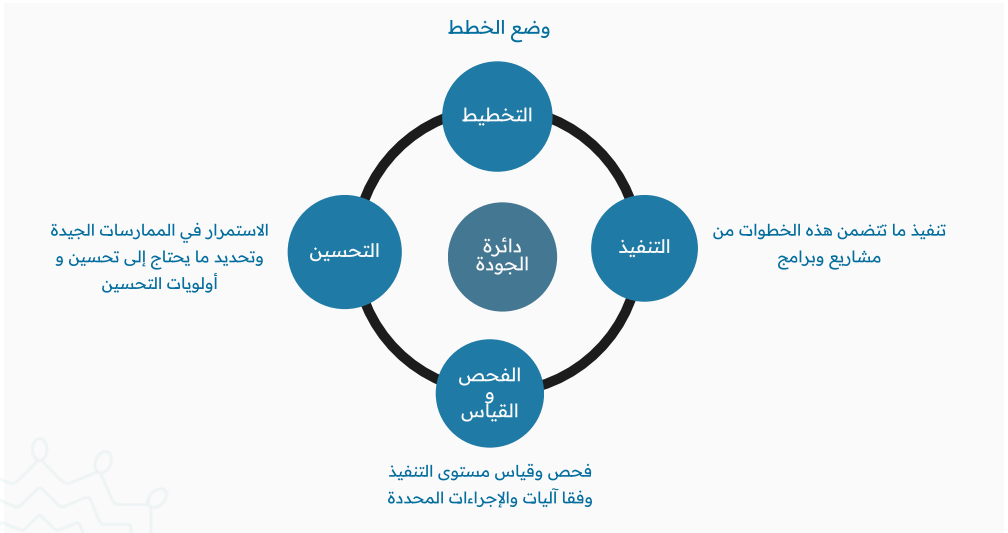 وضع الخطط
التخطيط
التنفيذ
تنفيذ ما تتضمن هذه الخطوات من
مشاريع وبرامج
دائرة
الجودة
التحسين
الاستمرار في الممارسات الجيدة
وتحديد ما يحتاج إلى تحسين و
أولويات التحسين
الفحص
و
القياس
فحص وقياس مستوى التنفيذ
وفقا آليات والإجراءات المحددة